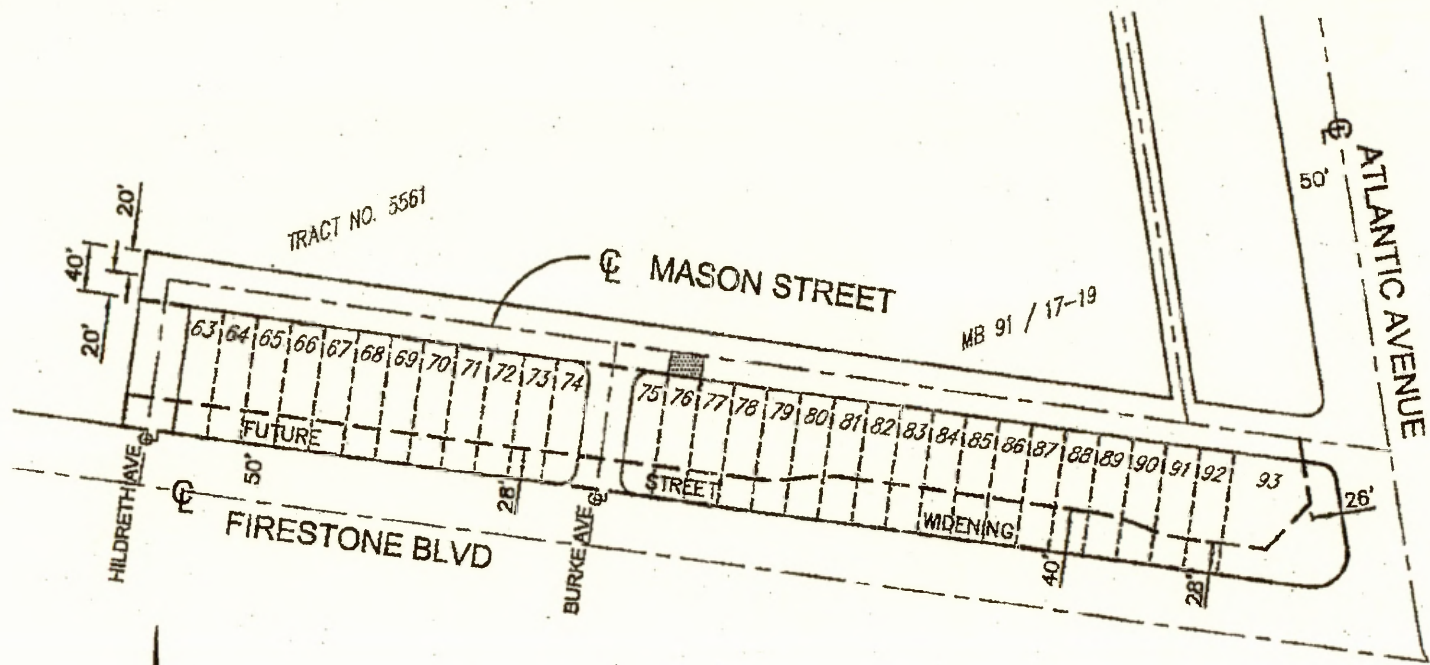 20'
40'
20'
TRACT NO. 5561
℄ MASON STREET
MB 91 / 17-19
50'
℄ ATLANTIC AVENUE
63 64 65 66 67 68 69 70 71 72 73 74
75 76 77 78 79 80 81 82 83 84 85 86 87 88 89 90 91 92 93
FUTURE
STREET
WIDENING
26'
HILDRETH AVE
50'
28'
BURKE AVE
40'
28'
℄ FIRESTONE BLVD